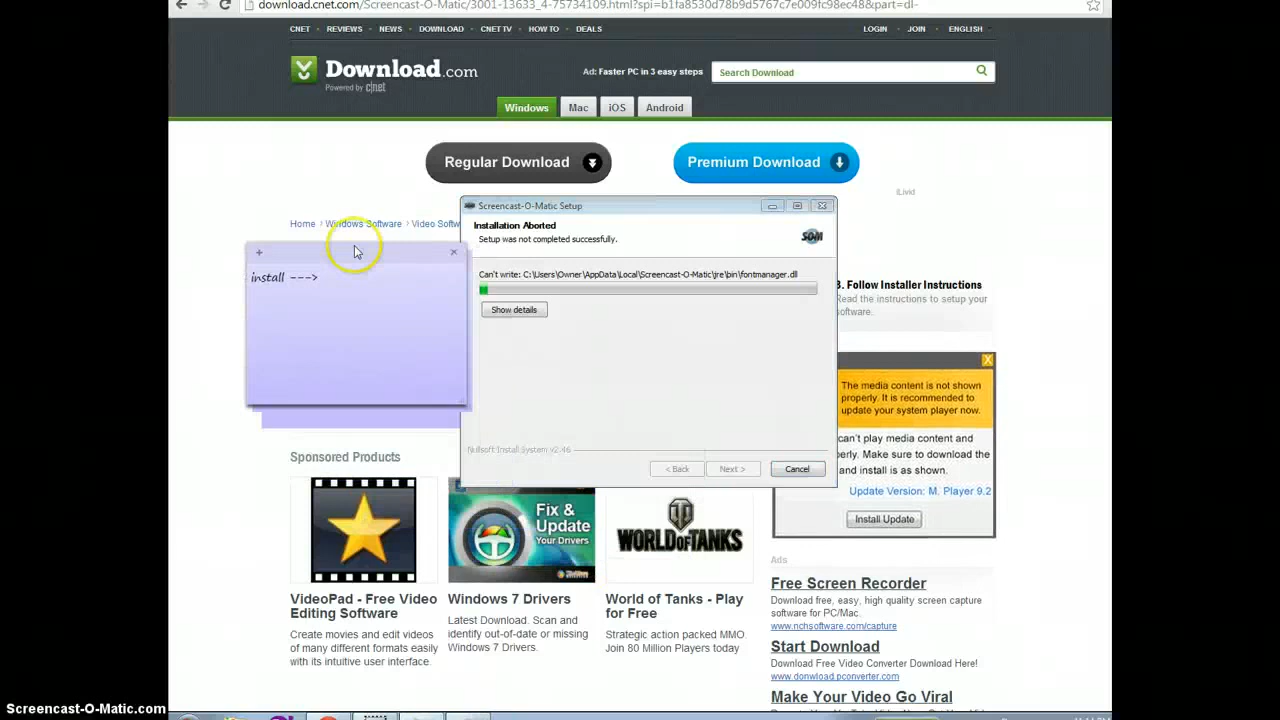 download.cnet.com/Screencast-O-Matic/3001-13633_4-75734109.html?spi=b1fa8530d78b9d5767c7e009fc98ec48&part=dl-
CNET REVIEWS NEWS DOWNLOAD CNET TV HOW TO DEALS LOGIN JOIN ENGLISH
Download.com
Powered by c|net
Ad: Faster PC in 3 easy steps
Search Download
Windows Mac iOS Android
Regular Download
Premium Download
iLivid
Home › Windows Software › Video Softw
Screencast-O-Matic Setup
Installation Aborted
Setup was not completed successfully.
SOM
install --->
Can't write: C:\Users\Owner\AppData\Local\Screencast-O-Matic\jre\bin\fontmanager.dl
Show details
Nullsoft Install System v2.46
< Back Next > Cancel
3. Follow Installer Instructions
Read the instructions to setup your
software.
X
The media content is not shown
properly. It is recommended to
update your system player now.
can't play media content and
erly. Make sure to download the
and install is as shown.
Update Version: M. Player 9.2
Install Update
Sponsored Products
Fix &
Update
Your Drivers
WORLD OF TANKS
VideoPad - Free Video
Editing Software
Create movies and edit videos
of many different formats easily
with its intuitive user interface.
Windows 7 Drivers
Latest Download. Scan and
identify out-of-date or missing
Windows 7 Drivers.
World of Tanks - Play
for Free
Strategic action packed MMO.
Join 80 Million Players today
Ads
Free Screen Recorder
Download free, easy, high quality screen capture
software for PC/Mac.
www.nchsoftware.com/capture
Start Download
Download Free Video Converter Download Here!
www.donwload.pconverter.com
Make Your Video Go Viral
Screencast-O-Matic.com